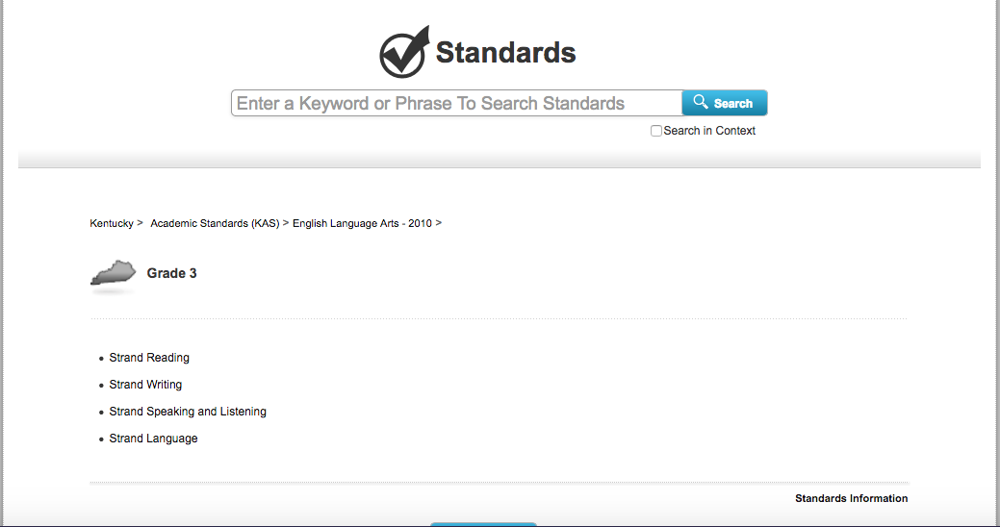 Standards
Enter a Keyword or Phrase To Search Standards
Search
Search in Context
Kentucky > Academic Standards (KAS) > English Language Arts - 2010 >
Grade 3
• Strand Reading
• Strand Writing
• Strand Speaking and Listening
• Strand Language
Standards Information